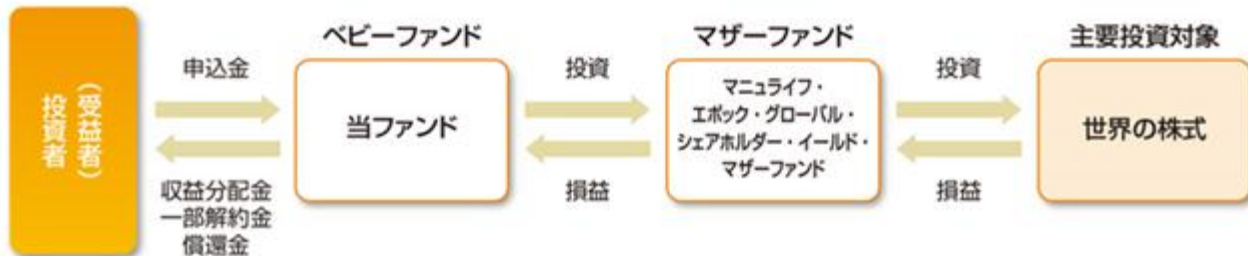 投資者
（受益者）
申込金
収益分配金
一部解約金
償還金
ベビーファンド
当ファンド
投資
損益
マザーファンド
マニュライフ・
エポック・グローバル・
シェアホルダー・イールド・
マザーファンド
投資
損益
主要投資対象
世界の株式